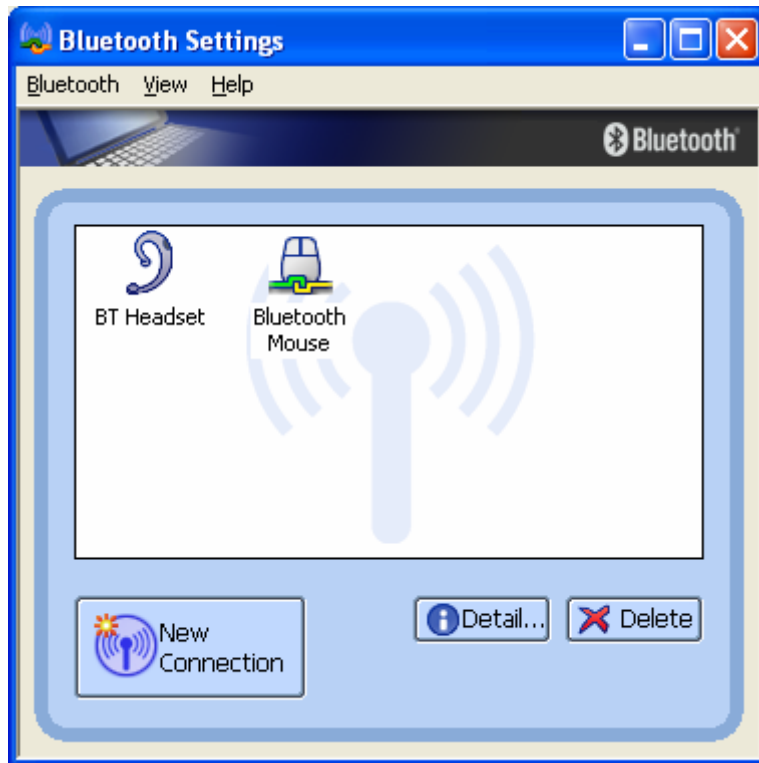 Bluetooth Settings
Bluetooth View Help
Bluetooth
BT Headset
Bluetooth
Mouse
New
Connection
Detail...
Delete